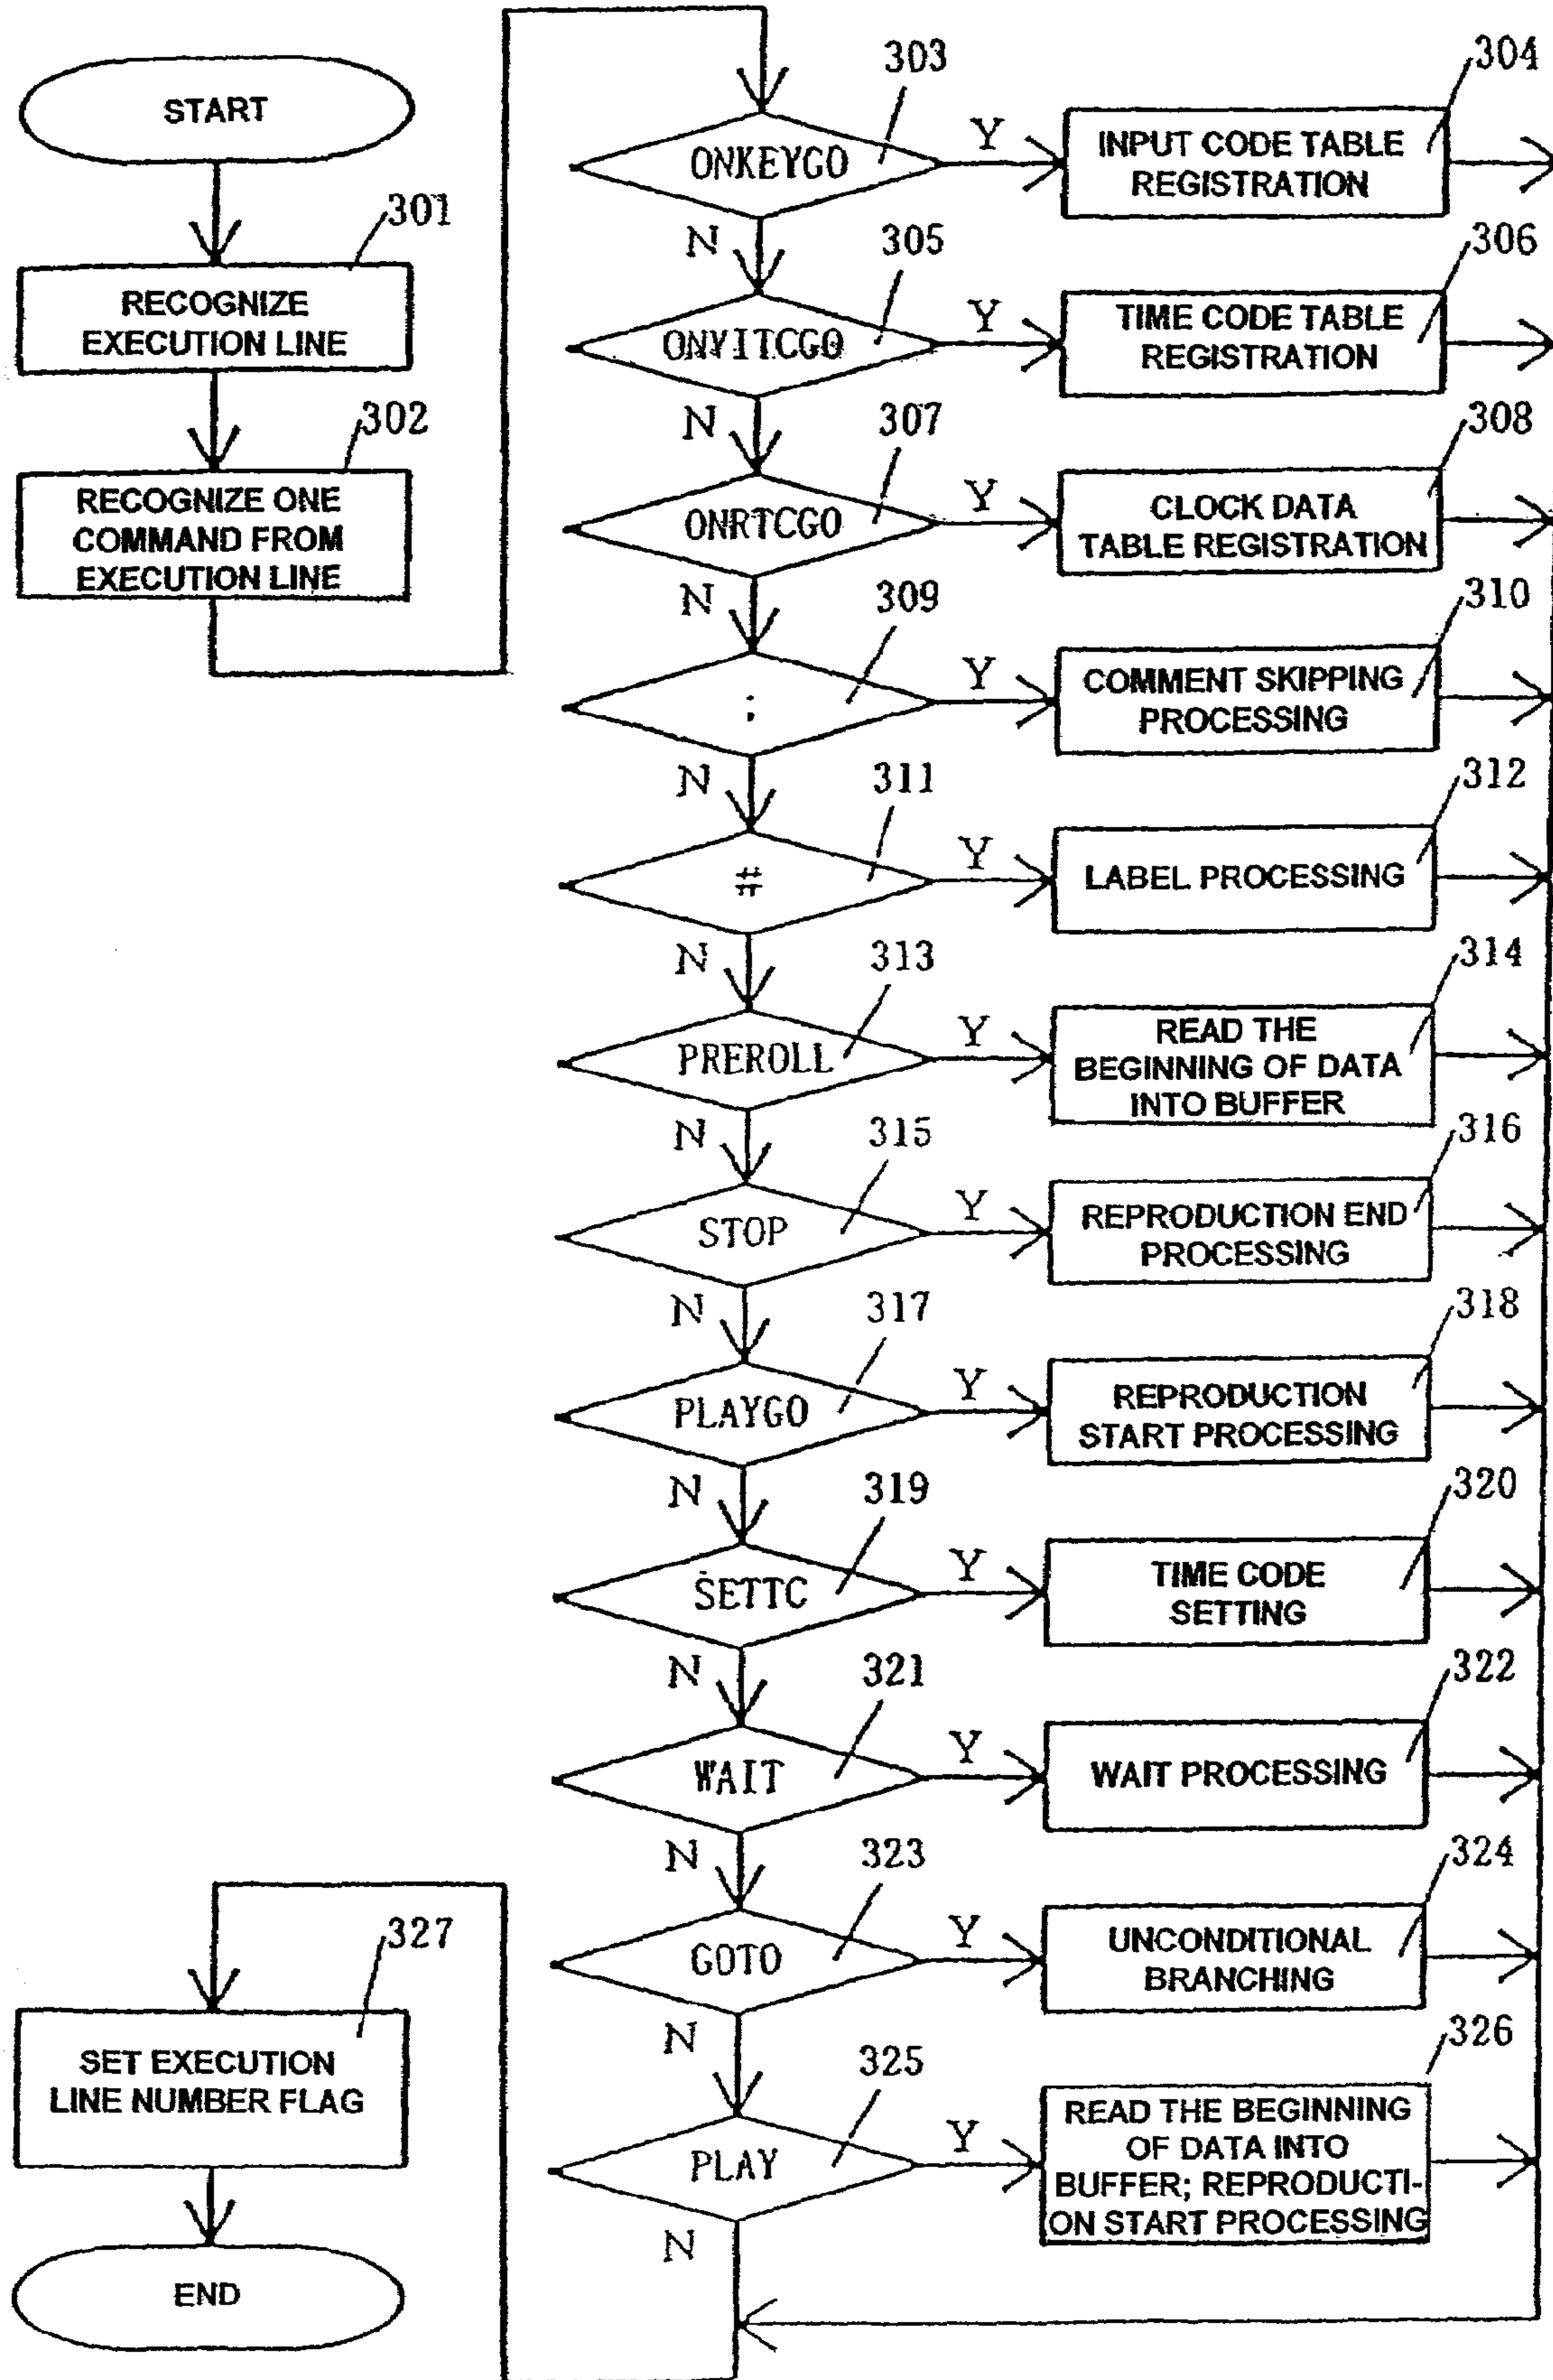 START
301
RECOGNIZE
EXECUTION LINE
302
RECOGNIZE ONE
COMMAND FROM
EXECUTION LINE
303
ONKEYGO
Y
304
INPUT CODE TABLE
REGISTRATION
N
305
ONVITCGO
Y
306
TIME CODE TABLE
REGISTRATION
N
307
ONRTCGO
Y
308
CLOCK DATA
TABLE REGISTRATION
N
309
;
Y
310
COMMENT SKIPPING
PROCESSING
N
311
#
Y
312
LABEL PROCESSING
N
313
PREROLL
Y
314
READ THE
BEGINNING OF DATA
INTO BUFFER
N
315
STOP
Y
316
REPRODUCTION END
PROCESSING
N
317
PLAYGO
Y
318
REPRODUCTION
START PROCESSING
N
319
SETTC
Y
320
TIME CODE
SETTING
N
321
WAIT
Y
322
WAIT PROCESSING
N
323
GOTO
Y
324
UNCONDITIONAL
BRANCHING
N
325
PLAY
Y
326
READ THE BEGINNING
OF DATA INTO
BUFFER; REPRODUCTI-
ON START PROCESSING
N
327
SET EXECUTION
LINE NUMBER FLAG
END